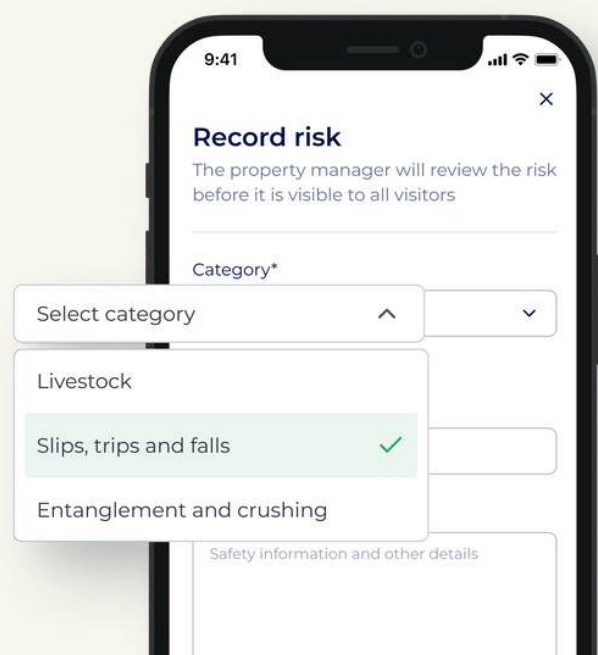 9:41
Record risk
The property manager will review the risk
before it is visible to all visitors
Category*
Select category
Livestock
Slips, trips and falls
Entanglement and crushing
Safety information and other details